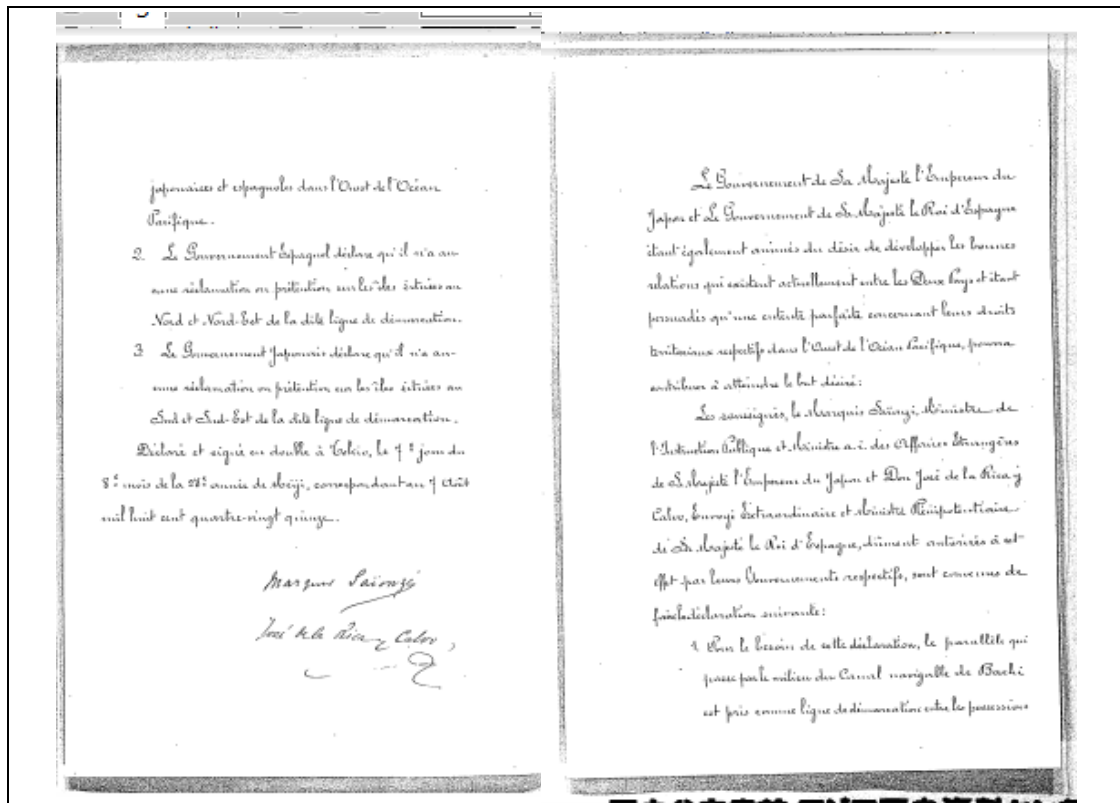 Le Gouvernement de Sa Majesté l'Empereur du
Japon et Le Gouvernement de Sa Majesté le Roi d'Espagne
étant également animés du désir de développer les bonnes
relations qui existent actuellement entre les Deux Pays et étant
persuadés qu'une entente parfaite concernant leurs droits
territoriaux respectifs dans l'Ouest de l'Océan Pacifique, pourra
contribuer à atteindre le but désiré:
Les soussignés, le Marquis Saïonzi, Ministre de
l'Instruction Publique et Ministre a. i. des Affaires Etrangères
de Sa Majesté l'Empereur du Japon et Don José de la Rica y
Calvo, Envoyé Extraordinaire et Ministre Plénipotentiaire
de Sa Majesté le Roi d'Espagne, dûment autorisés à cet
effet par leurs Gouvernements respectifs, sont convenus de
faire la déclaration suivante:
1. Pour le besoin de cette déclaration, le parallèle qui
passe par le milieu du Canal navigable de Bachi
est pris comme ligne de démarcation entre les possessions
japonaises et espagnoles dans l'Ouest de l'Océan
Pacifique.
2. Le Gouvernement Espagnol déclare qu'il n'a au-
cune réclamation ou prétention sur les îles situées au
Nord et Nord-Est de la dite ligne de démarcation.
3 Le Gouvernement Japonais déclare qu'il n'a au-
cune réclamation ou prétention sur les îles situées au
Sud et Sud-Est de la dite ligne de démarcation.
Déclaré et signé en double à Tokio, le 7e jour du
8e mois de la 28e année de Meiji, correspondant au 7 Août
mil huit cent quatre-vingt quinze.
Marquis Saionzi
José de la Rica y Calvo